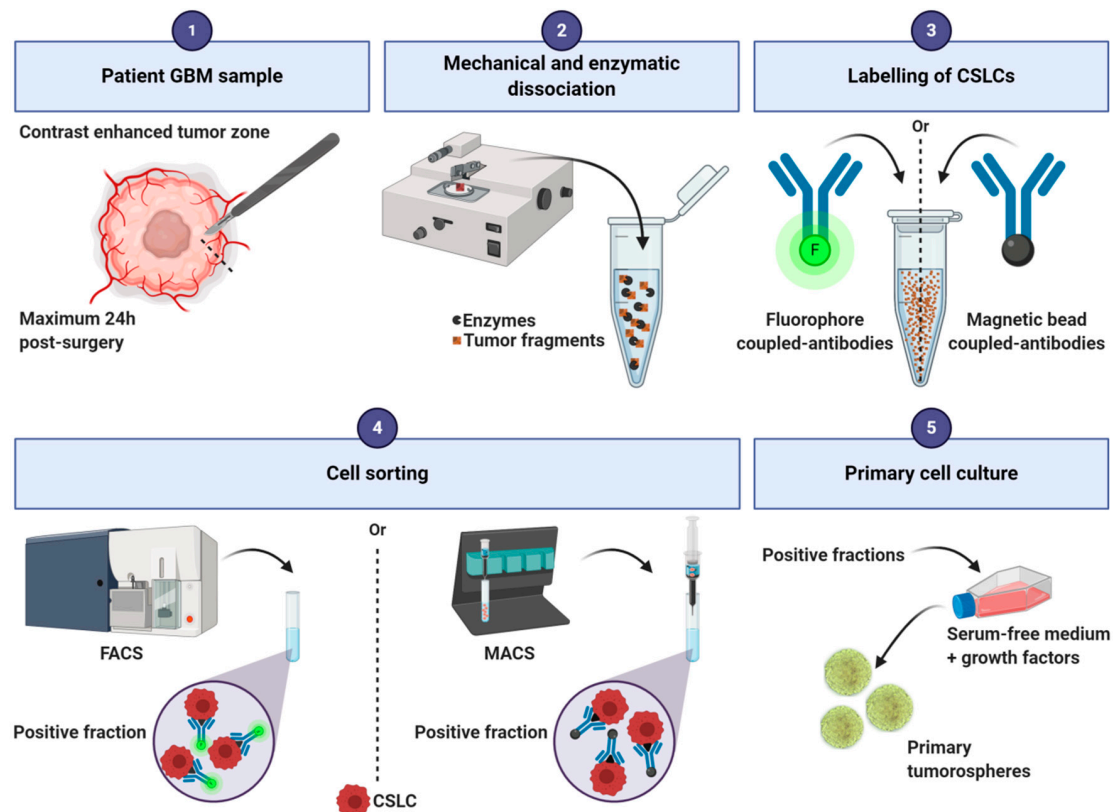 1
Patient GBM sample
Contrast enhanced tumor zone
Maximum 24h
post-surgery
2
Mechanical and enzymatic
dissociation
Enzymes
Tumor fragments
3
Labelling of CSLCs
Or
F
Fluorophore
coupled-antibodies
Magnetic bead
coupled-antibodies
4
Cell sorting
FACS
Positive fraction
Or
CSLC
MACS
Positive fraction
5
Primary cell culture
Positive fractions
Serum-free medium
+ growth factors
Primary
tumorospheres